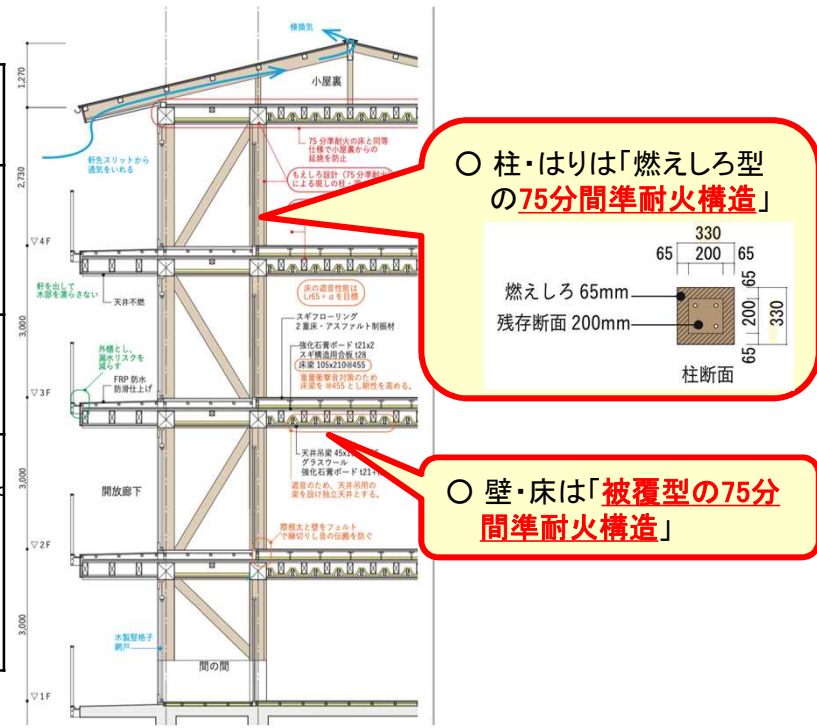 棟換気
小屋裏
1,270
75 分準耐火の床と同等
仕様で小屋裏からの
延焼を防止
軒先スリットから
通気をいれる
もえしろ設計(75 分準耐火)
による現しの柱・
2,730
▽4F
○ 柱・はりは「燃えしろ型
の75分間準耐火構造」
330
65 200 65
燃えしろ 65mm
残存断面 200mm
65
200
65
330
柱断面
軒を出して
木部を濡らさない
天井不燃
床の遮音性能は
Lr65+α を目標
スギフローリング
2 重床・アスファルト制振材
強化石膏ボード t21x2
スギ構造用合板 t28
床梁 105x210@455
重量衝撃音対策のため
床梁を @455 とし剛性を高める。
3,000
外樋とし、
漏水リスクを
減らす
FRP 防水
防滑仕上げ
▽3F
天井吊梁 45x1
グラスウール
強化石膏ボード t21+
遮音のため、天井吊用の
梁を設け独立天井とする。
○ 壁・床は「被覆型の75分
間準耐火構造」
3,000
開放廊下
際根太と壁をフェルト
で縁切りし音の伝搬を防ぐ
▽2F
3,000
木製竪格子
網戸
間の間
▽1F